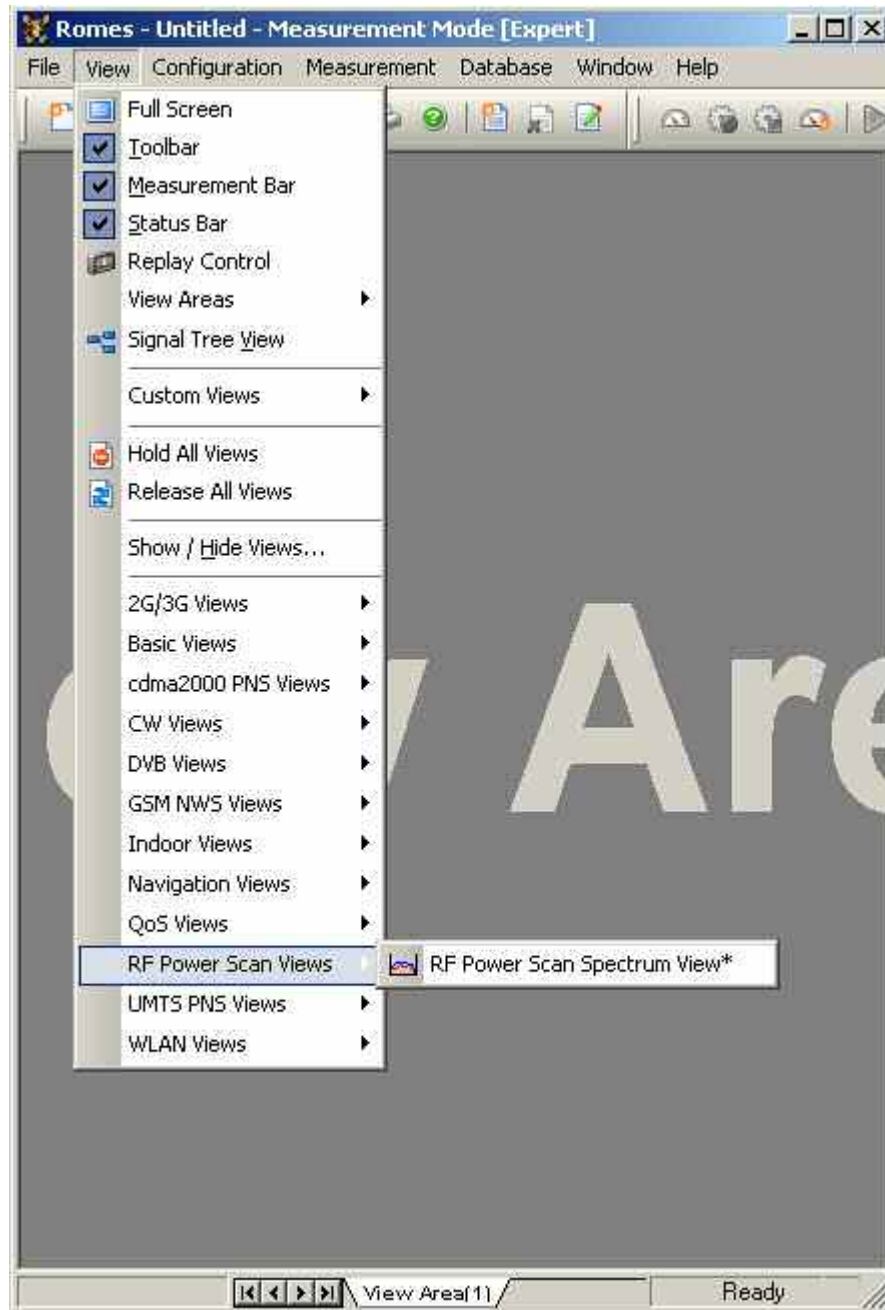 Romes - Untitled - Measurement Mode [Expert]
File View Configuration Measurement Database Window Help
Full Screen
Toolbar
Measurement Bar
Status Bar
Replay Control
View Areas
Signal Tree View
Custom Views
Hold All Views
Release All Views
Show / Hide Views...
2G/3G Views
Basic Views
cdma2000 PNS Views
CW Views
DVB Views
GSM NWS Views
Indoor Views
Navigation Views
QoS Views
RF Power Scan Views
RF Power Scan Spectrum View*
UMTS PNS Views
WLAN Views
View Area(1)
Ready